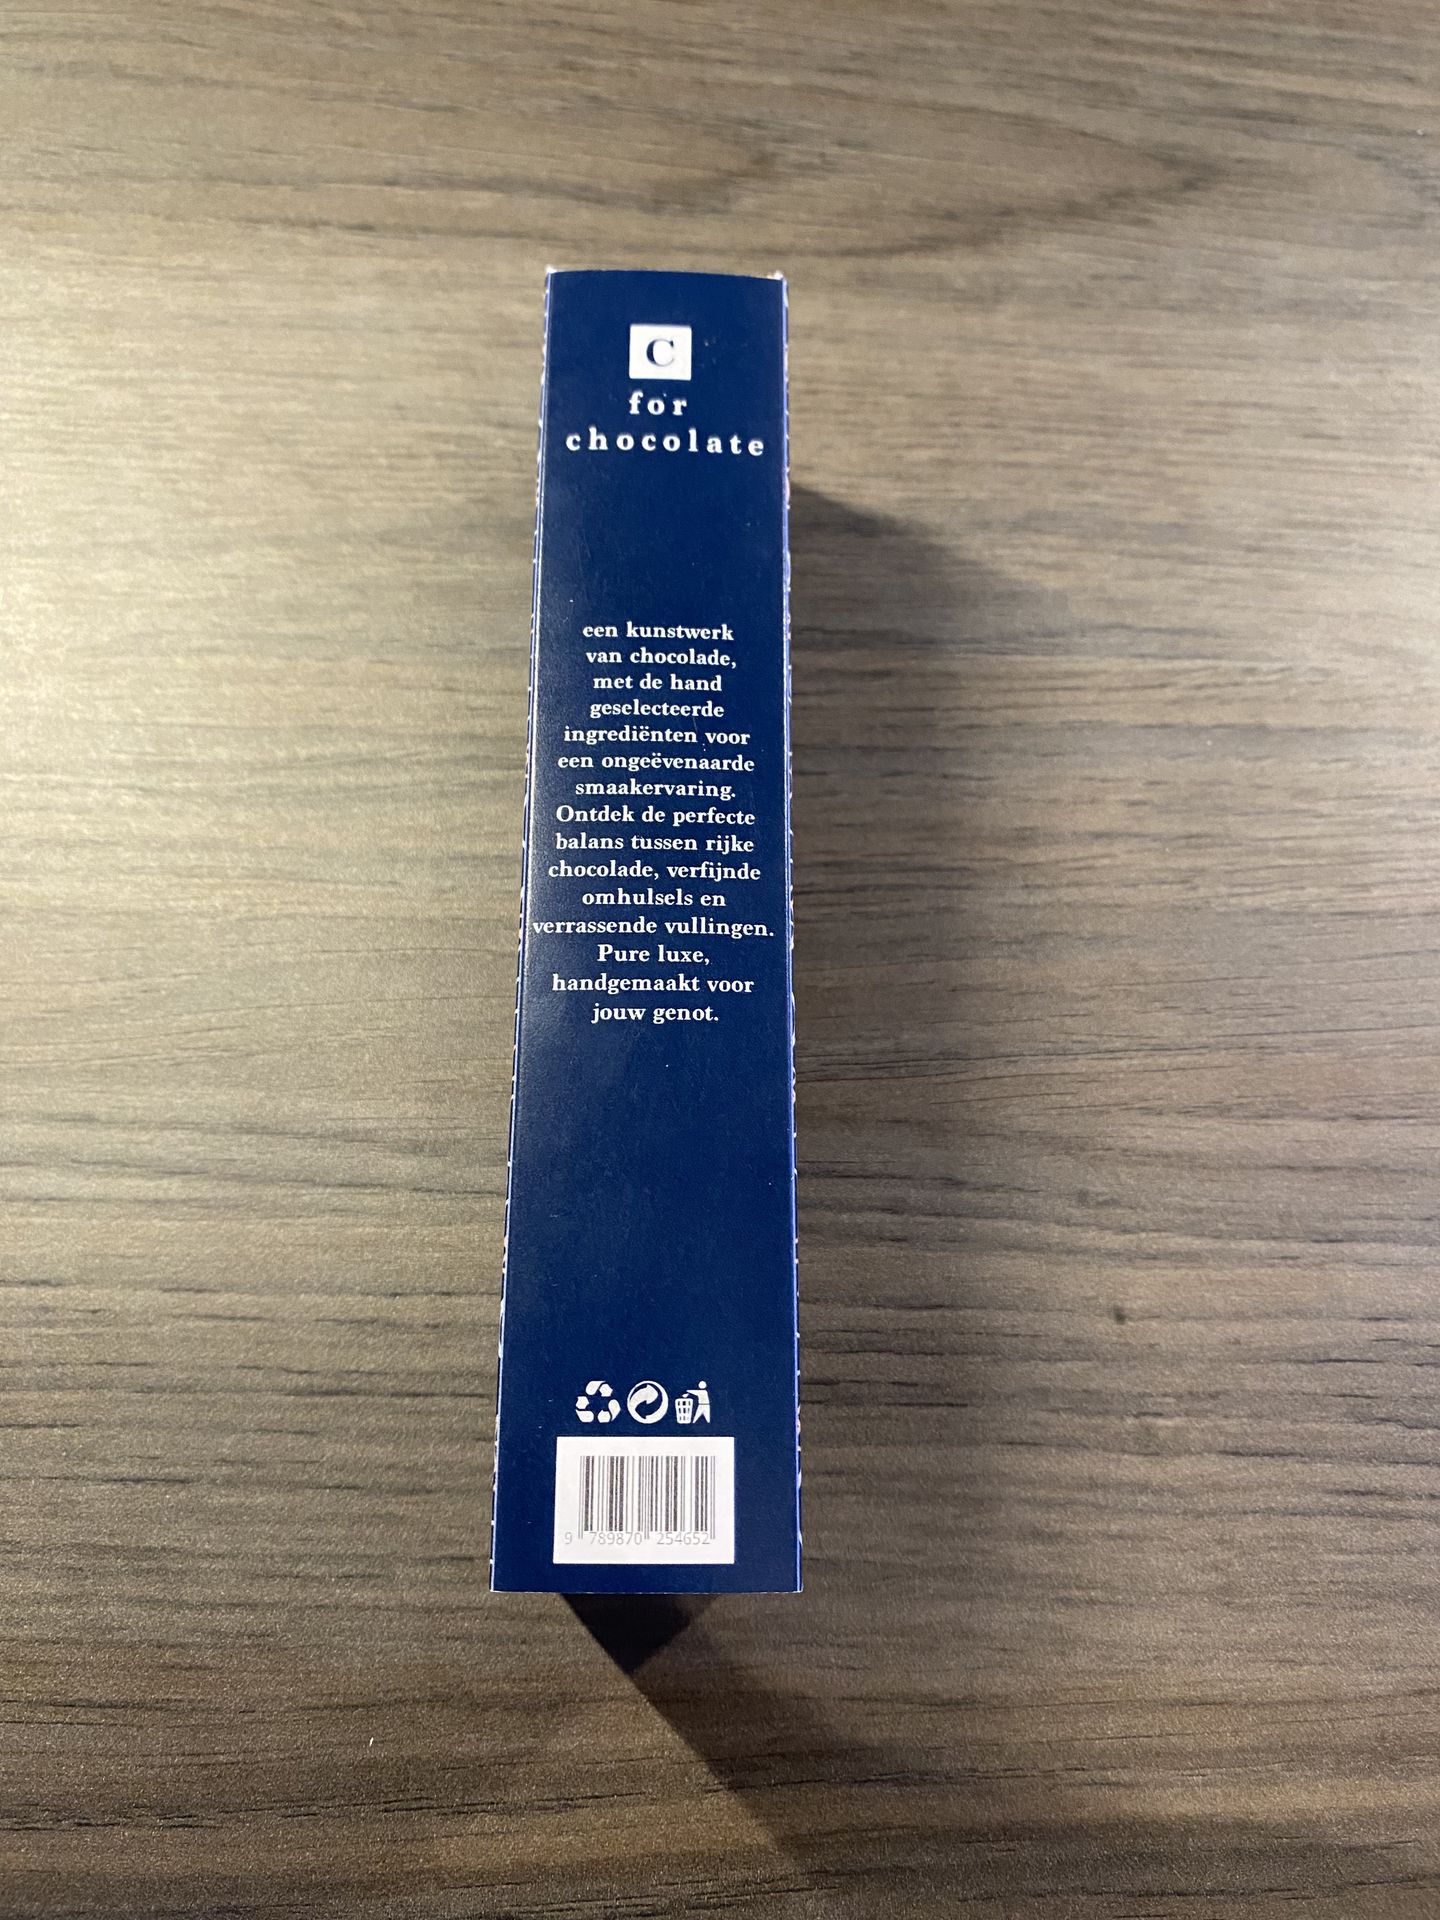 C
for
chocolate
een kunstwerk
van chocolade,
met de hand
geselecteerde
ingrediënten voor
een ongeëvenaarde
smaakervaring.
Ontdek de perfecte
balans tussen rijke
chocolade, verfijnde
omhulsels en
verrassende vullingen.
Pure luxe,
handgemaakt voor
jouw genot.
9 789870 254652